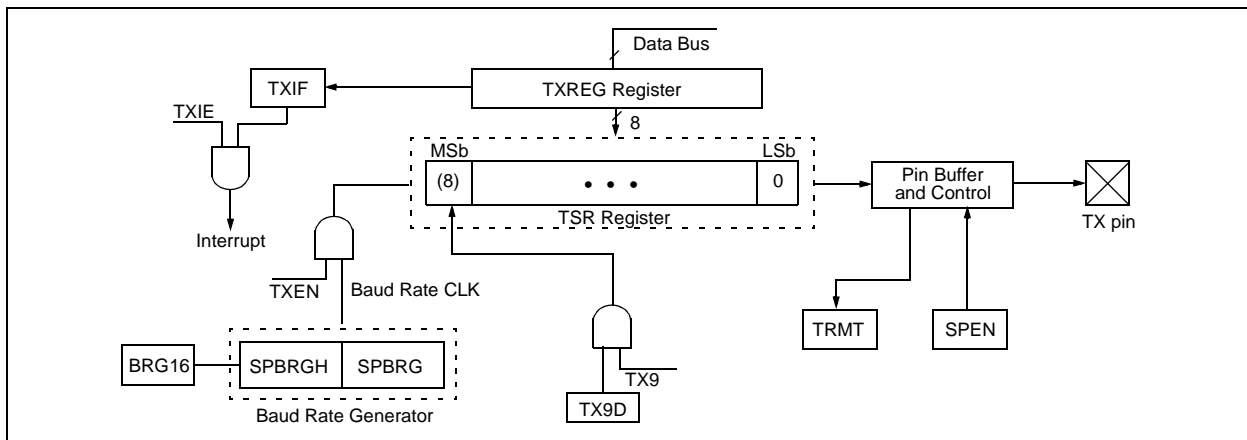 Data Bus
TXIF
TXREG Register
TXIE
8
MSb
LSb
(8)
• • •
0
Pin Buffer
and Control
TSR Register
TX pin
Interrupt
TXEN
Baud Rate CLK
TRMT
SPEN
BRG16
SPBRGH
SPBRG
TX9
Baud Rate Generator
TX9D